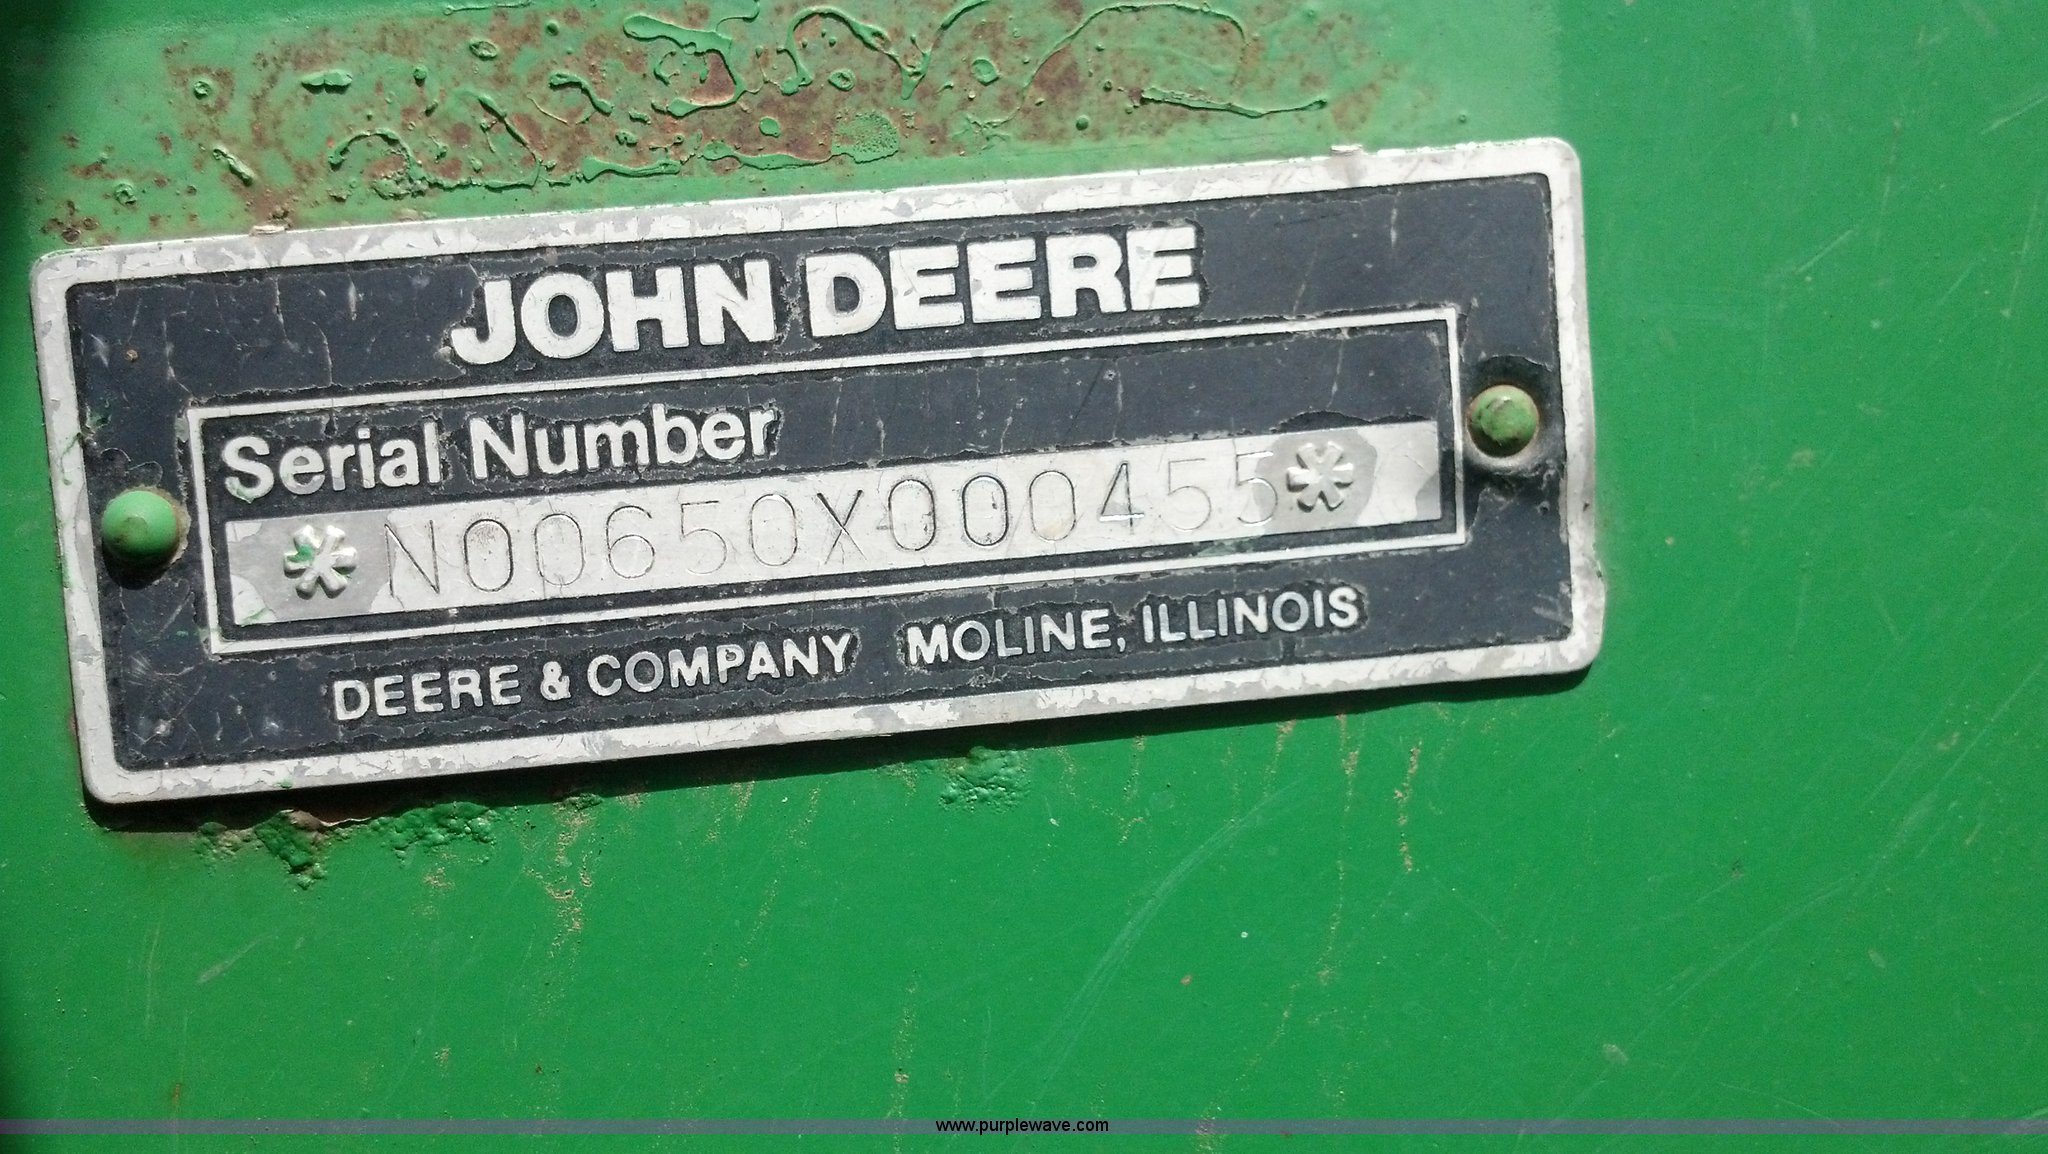 JOHN DEERE
Serial Number
*N00650X000455*
DEERE & COMPANY MOLINE, ILLINOIS
www.purplewave.com